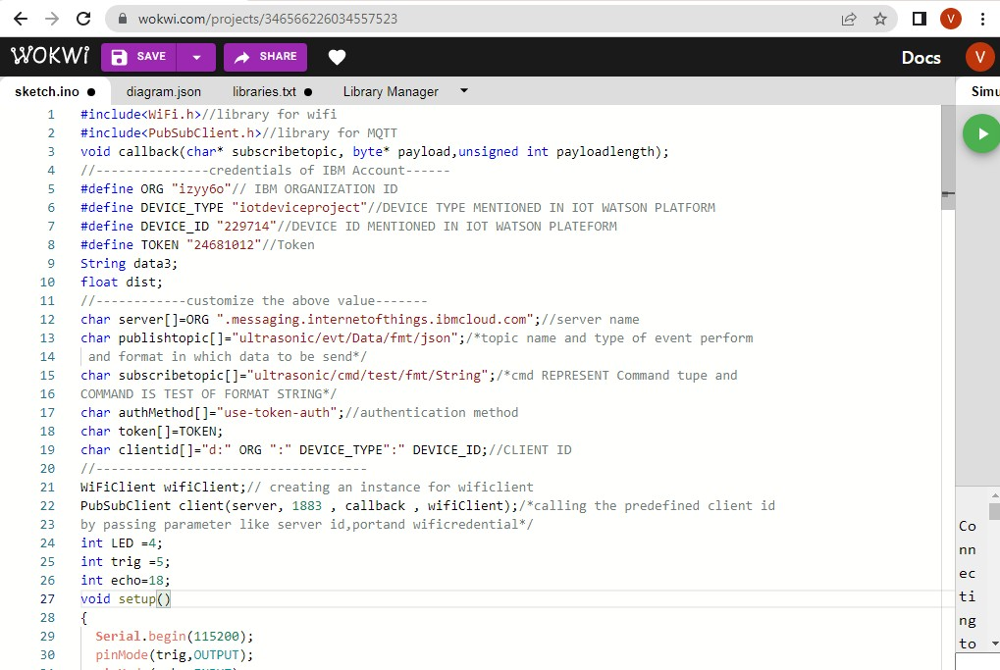 wokwi.com/projects/346566226034557523
V
WOKWi
SAVE
SHARE
Docs
V
sketch.ino
diagram.json
libraries.txt
Library Manager
Simu
1 #include<WiFi.h>//library for wifi
2 #include<PubSubClient.h>//library for MQTT
3 void callback(char* subscribetopic, byte* payload,unsigned int payloadlength);
4 //---------------credentials of IBM Account------
5 #define ORG "izyy6o"// IBM ORGANIZATION ID
6 #define DEVICE_TYPE "iotdeviceproject"//DEVICE TYPE MENTIONED IN IOT WATSON PLATFORM
7 #define DEVICE_ID "229714"//DEVICE ID MENTIONED IN IOT WATSON PLATEFORM
8 #define TOKEN "24681012"//Token
9 String data3;
10 float dist;
11 //------------customize the above value-------
12 char server[]=ORG ".messaging.internetofthings.ibmcloud.com";//server name
13 char publishtopic[]="ultrasonic/evt/Data/fmt/json";/*topic name and type of event perform
14 and format in which data to be send*/
15 char subscribetopic[]="ultrasonic/cmd/test/fmt/String";/*cmd REPRESENT Command tupe and
16 COMMAND IS TEST OF FORMAT STRING*/
17 char authMethod[]="use-token-auth";//authentication method
18 char token[]=TOKEN;
19 char clientid[]="d:" ORG ":" DEVICE_TYPE":" DEVICE_ID;//CLIENT ID
20 //------------------------------------
21 WiFiClient wifiClient;// creating an instance for wificlient
22 PubSubClient client(server, 1883 , callback , wifiClient);/*calling the predefined client id
23 by passing parameter like server id,portand wificredential*/
24 int LED =4;
25 int trig =5;
26 int echo=18;
27 void setup()
28 {
29 Serial.begin(115200);
30 pinMode(trig,OUTPUT);
Co
nn
ec
ti
ng
to